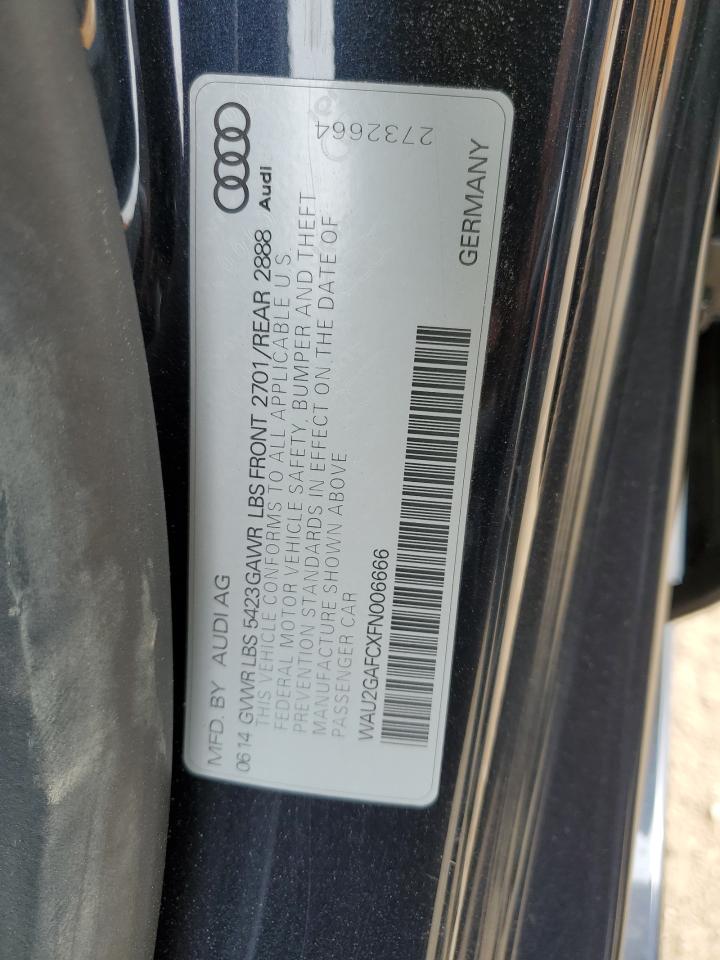 MFD. BY AUDI AG
0614 GVWR LBS 5423 GAWR LBS FRONT 2701/REAR 2888
Audi
THIS VEHICLE CONFORMS TO ALL APPLICABLE U S
FEDERAL MOTOR VEHICLE SAFETY, BUMPER AND THEFT
PREVENTION STANDARDS IN EFFECT ON THE DATE OF
MANUFACTURE SHOWN ABOVE
PASSENGER CAR
2732664
WAU2GAFCXFN006666
GERMANY